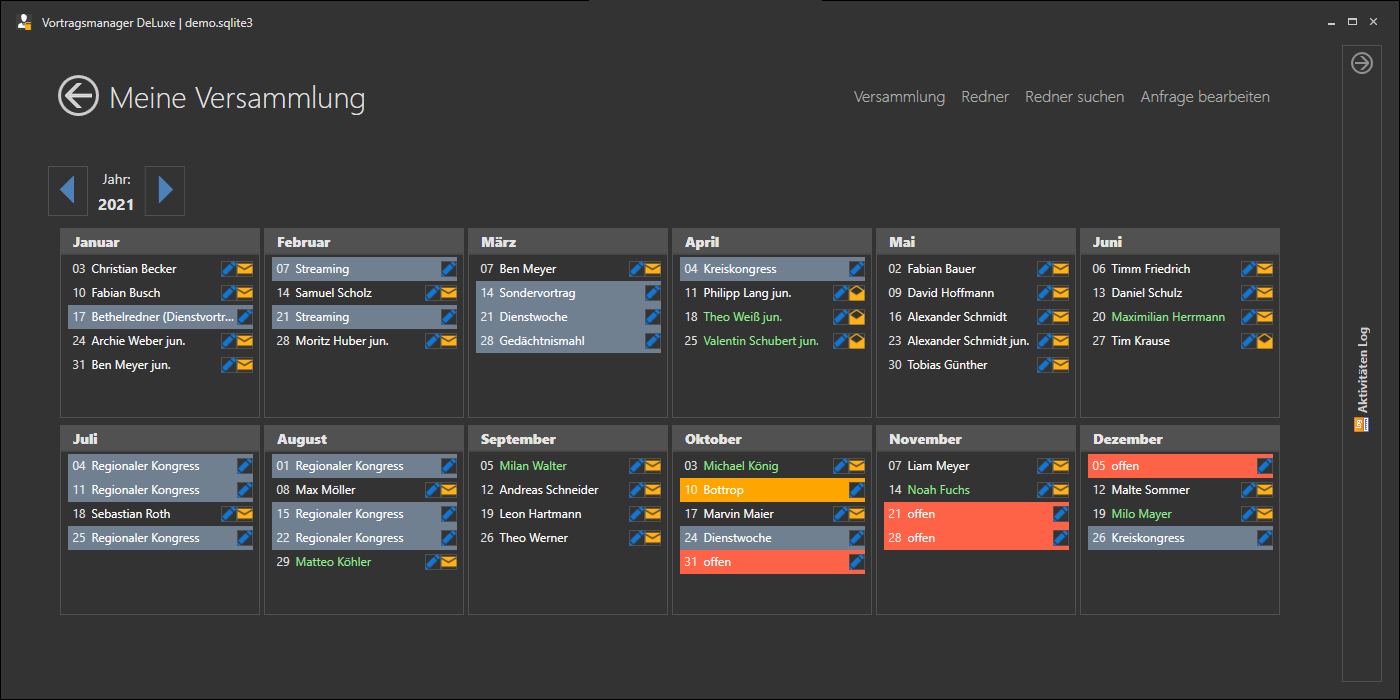 Vortragsmanager DeLuxe | demo.sqlite3
Meine Versammlung
Versammlung Redner Redner suchen Anfrage bearbeiten
Jahr:
2021
Januar
03 Christian Becker
10 Fabian Busch
17 Bethelredner (Dienstvortr...
24 Archie Weber jun.
31 Ben Meyer jun.
Februar
07 Streaming
14 Samuel Scholz
21 Streaming
28 Moritz Huber jun.
März
07 Ben Meyer
14 Sondervortrag
21 Dienstwoche
28 Gedächtnismahl
April
04 Kreiskongress
11 Philipp Lang jun.
18 Theo Weiß jun.
25 Valentin Schubert jun.
Mai
02 Fabian Bauer
09 David Hoffmann
16 Alexander Schmidt
23 Alexander Schmidt jun.
30 Tobias Günther
Juni
06 Timm Friedrich
13 Daniel Schulz
20 Maximilian Herrmann
27 Tim Krause
Juli
04 Regionaler Kongress
11 Regionaler Kongress
18 Sebastian Roth
25 Regionaler Kongress
August
01 Regionaler Kongress
08 Max Möller
15 Regionaler Kongress
22 Regionaler Kongress
29 Matteo Köhler
September
05 Milan Walter
12 Andreas Schneider
19 Leon Hartmann
26 Theo Werner
Oktober
03 Michael König
10 Bottrop
17 Marvin Maier
24 Dienstwoche
31 offen
November
07 Liam Meyer
14 Noah Fuchs
21 offen
28 offen
Dezember
05 offen
12 Malte Sommer
19 Milo Mayer
26 Kreiskongress
Aktivitäten Log